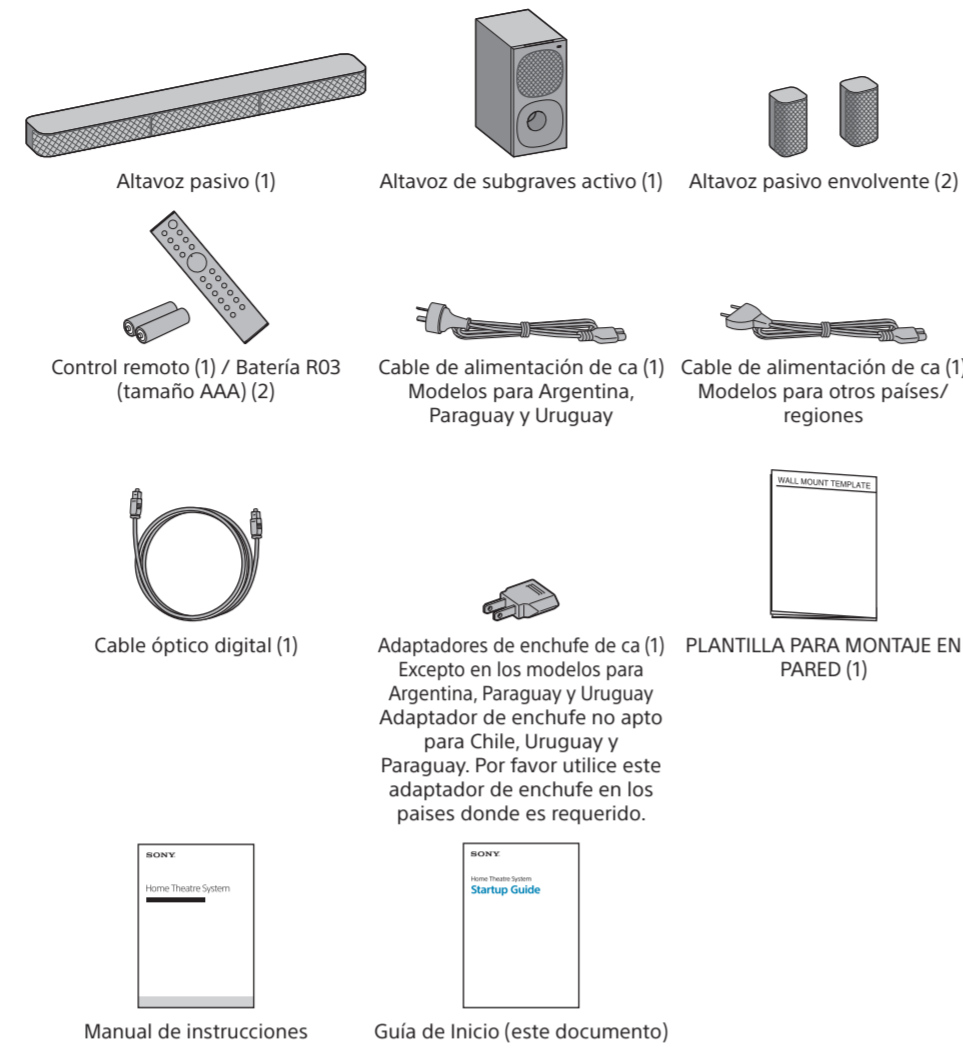 Altavoz pasivo (1)
Altavoz de subgraves activo (1)
Altavoz pasivo envolvente (2)
Control remoto (1) / Batería R03
(tamaño AAA) (2)
Cable de alimentación de ca (1)
Modelos para Argentina,
Paraguay y Uruguay
Cable de alimentación de ca (1)
Modelos para otros países/
regiones
WALL MOUNT TEMPLATE
Cable óptico digital (1)
Adaptadores de enchufe de ca (1)
Excepto en los modelos para
Argentina, Paraguay y Uruguay
Adaptador de enchufe no apto
para Chile, Uruguay y
Paraguay. Por favor utilice este
adaptador de enchufe en los
paises donde es requerido.
PLANTILLA PARA MONTAJE EN
PARED (1)
SONY
Home Theatre System
SONY
Home Theatre System
Startup Guide
Manual de instrucciones
Guía de Inicio (este documento)